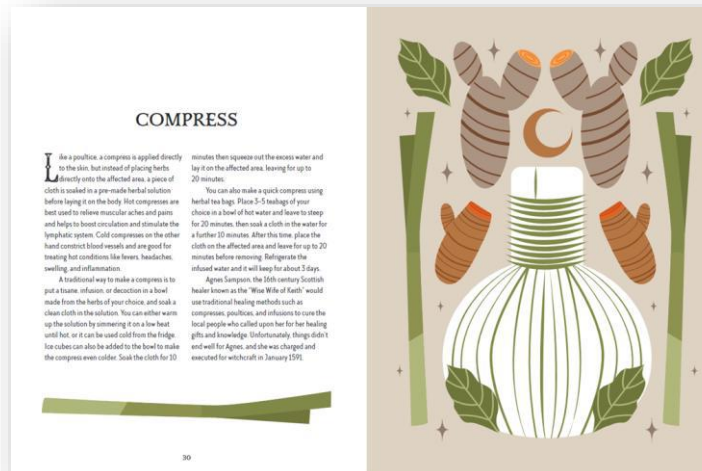 COMPRESS
Like a poultice, a compress is applied directly
to the skin, but instead of placing herbs
directly onto the affected area, a piece of
cloth is soaked in a pre-made herbal solution
before laying it on the body. Hot compresses are
best used to relieve muscular aches and pains
and helps to boost circulation and stimulate the
lymphatic system. Cold compresses on the other
hand constrict blood vessels and are good for
treating hot conditions like fevers, headaches,
swelling, and inflammation.
A traditional way to make a compress is to
put a tisane, infusion, or decoction in a bowl
made from the herbs of your choice, and soak a
clean cloth in the solution. You can either warm
up the solution by simmering it on a low heat
until hot, or it can be used cold from the fridge.
Ice cubes can also be added to the bowl to make
the compress even colder. Soak the cloth for 10
minutes then squeeze out the excess water and
lay it on the affected area, leaving for up to
20 minutes.
You can also make a quick compress using
herbal tea bags. Place 3–5 teabags of your
choice in a bowl of hot water and leave to steep
for 20 minutes, then soak a cloth in the water for
a further 10 minutes. After this time, place the
cloth on the affected area and leave for up to 20
minutes before removing. Refrigerate the
infused water and it will keep for about 3 days.
Agnes Sampson, the 16th century Scottish
healer known as the "Wise Wife of Keith" would
use traditional healing methods such as
compresses, poultices, and infusions to cure the
local people who called upon her for her healing
gifts and knowledge. Unfortunately, things didn't
end well for Agnes, and she was charged and
executed for witchcraft in January 1591.
30